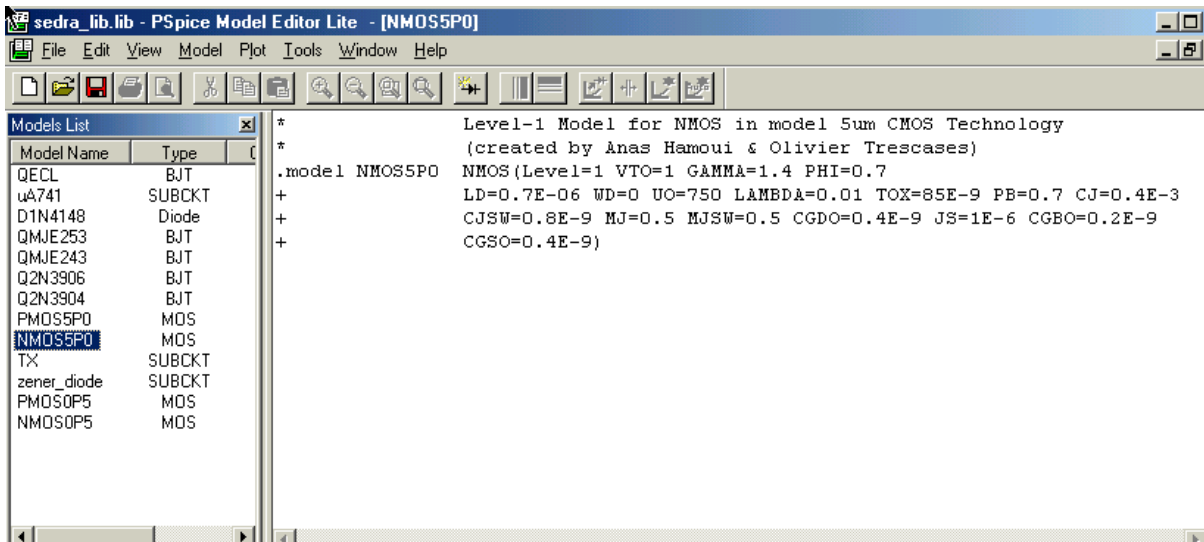 sedra_lib.lib - PSpice Model Editor Lite - [NMOS5P0]
File Edit View Model Plot Tools Window Help
Models List
Model Name Type
QECL BJT
uA741 SUBCKT
D1N4148 Diode
QMJE253 BJT
QMJE243 BJT
Q2N3906 BJT
Q2N3904 BJT
PMOS5P0 MOS
NMOS5P0 MOS
TX SUBCKT
zener_diode SUBCKT
PMOS0P5 MOS
NMOS0P5 MOS
* Level-1 Model for NMOS in model 5um CMOS Technology
* (created by Anas Hamoui & Olivier Trescases)
.model NMOS5P0 NMOS(Level=1 VTO=1 GAMMA=1.4 PHI=0.7
+ LD=0.7E-06 WD=0 UO=750 LAMBDA=0.01 TOX=85E-9 PB=0.7 CJ=0.4E-3
+ CJSW=0.8E-9 MJ=0.5 MJSW=0.5 CGDO=0.4E-9 JS=1E-6 CGBO=0.2E-9
+ CGSO=0.4E-9)